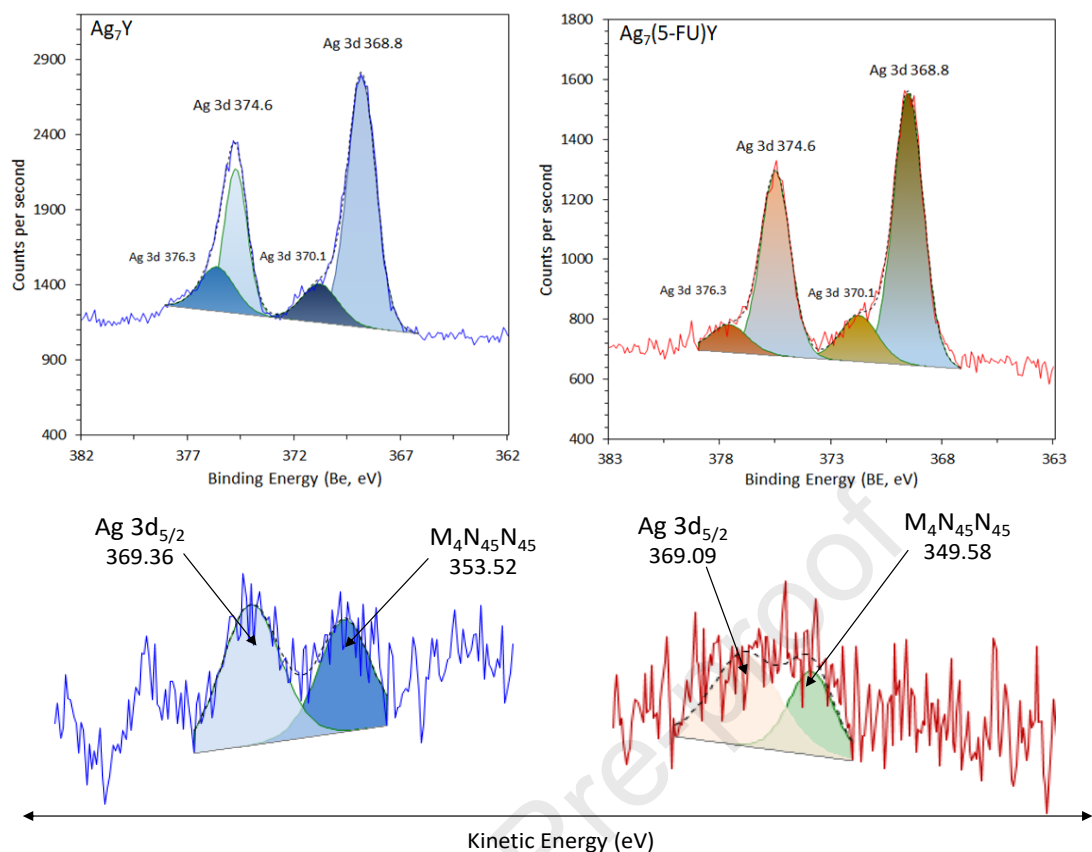 Ag₇Y
Ag 3d 368.8
Ag 3d 374.6
Ag 3d 376.3
Ag 3d 370.1
Counts per second
2900
2400
1900
1400
900
400
382
377
372
367
362
Binding Energy (Be, eV)
Ag₇(5-FU)Y
Ag 3d 368.8
Ag 3d 374.6
Ag 3d 376.3
Ag 3d 370.1
Counts per second
1800
1600
1400
1200
1000
800
600
400
383
378
373
368
363
Binding Energy (BE, eV)
Ag 3d₅/₂
369.36
M₄N₄₅N₄₅
353.52
Ag 3d₅/₂
369.09
M₄N₄₅N₄₅
349.58
Pre-proof
Kinetic Energy (eV)